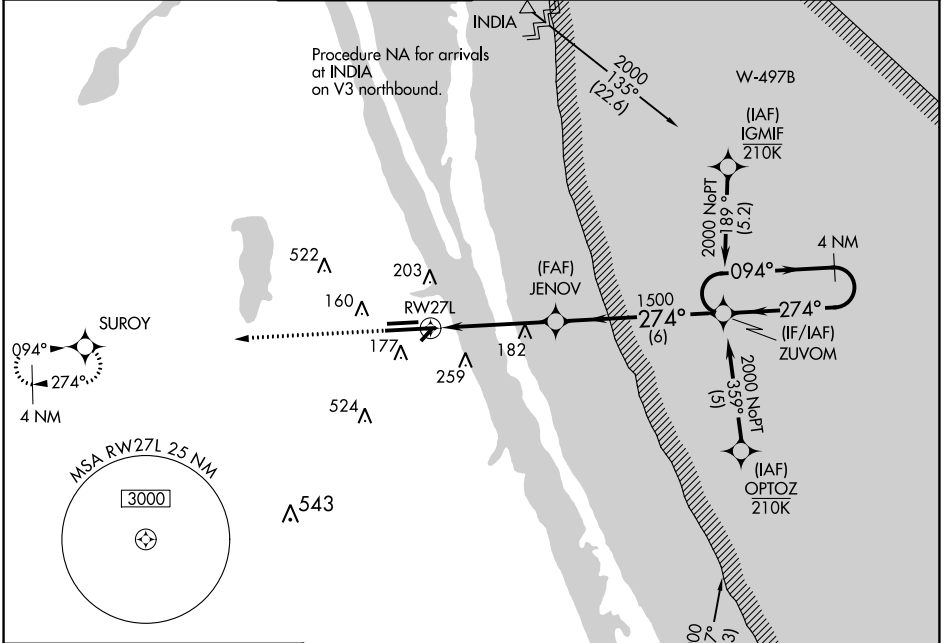 INDIA
Procedure NA for arrivals
at INDIA
on V3 northbound.
2000
135°
(22.6)
W-497B
(IAF)
IGMIF
210K
2000 NoPT
189°
(5.2)
4 NM
094°
522
203
(FAF)
JENOV
1500
274°
(6)
274°
(IF/IAF)
ZUVOM
160
RW27L
SUROY
094°
274°
4 NM
177
182
259
2000 NoPT
359°
(5)
524
(IAF)
OPTOZ
210K
MSA RW27L 25 NM
3000
543